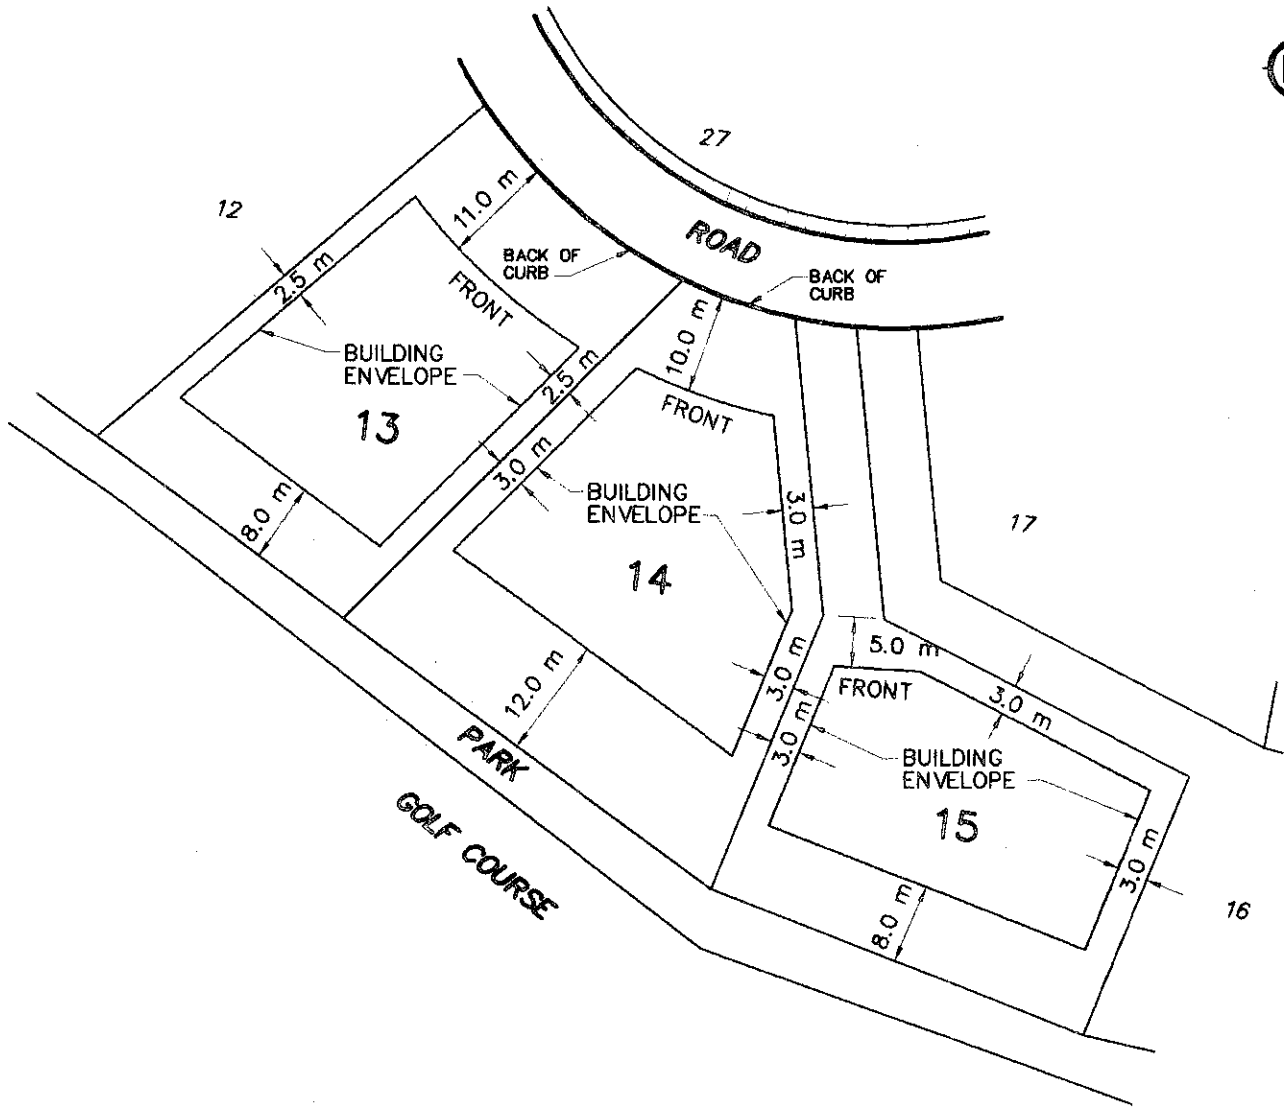 27
12
11.0 m
ROAD
BACK OF
CURB
BACK OF
CURB
2.5 m
FRONT
10.0 m
BUILDING
ENVELOPE
2.5 m
13
FRONT
3.0 m
BUILDING
ENVELOPE
3.0 m
8.0 m
17
14
5.0 m
3.0 m
FRONT
3.0 m
12.0 m
3.0 m
PARK
BUILDING
ENVELOPE
15
GOLF COURSE
3.0 m
8.0 m
16